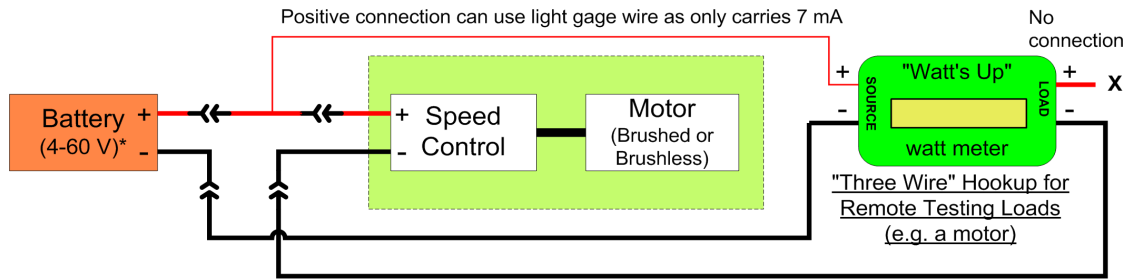 Positive connection can use light gage wire as only carries 7 mA
No
connection
Battery
(4-60 V)*
+
-
+
-
Speed
Control
Motor
(Brushed or
Brushless)
+
-
SOURCE
"Watt's Up"
watt meter
LOAD
+
-
X
"Three Wire" Hookup for
Remote Testing Loads
(e.g. a motor)